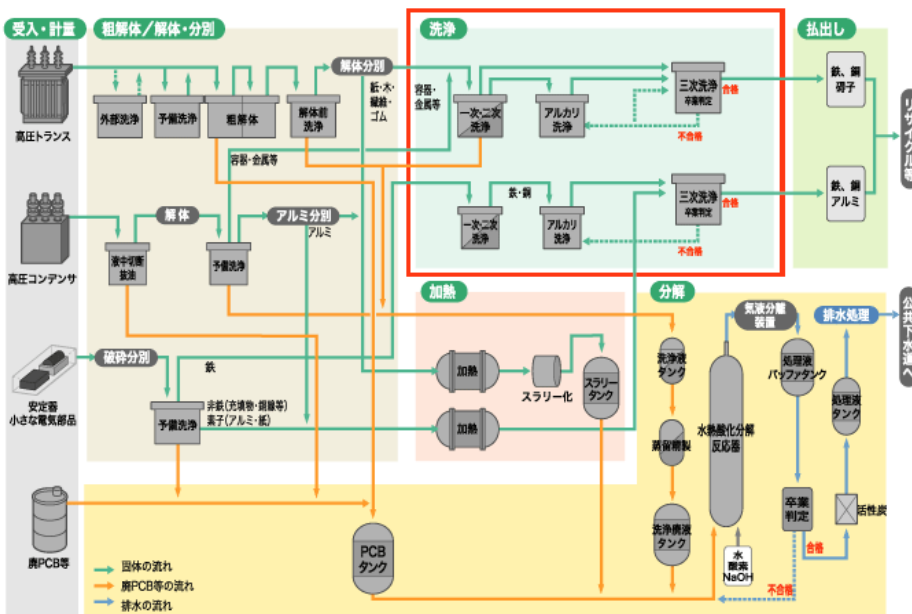 受入・計量
粗解体/解体・分別
洗浄
払出し
高圧トランス
外部洗浄
予備洗浄
粗解体
解体前
洗浄
解体分別
紙・木・
繊維・
ゴム
容器・
金属等
一次・二次
洗浄
アルカリ
洗浄
三次洗浄
卒業判定
合格
不合格
鉄、銅
碍子
リサイクル等
容器・金属等
高圧コンデンサ
解体
液中切断
抜油
予備洗浄
アルミ分別
アルミ
鉄・銅
一次・二次
洗浄
アルカリ
洗浄
三次洗浄
卒業判定
合格
不合格
鉄、銅
アルミ
安定器
小さな電気部品
破砕分別
鉄
予備洗浄
非鉄(充填物・銅線等)
素子(アルミ・紙)
加熱
加熱
スラリー化
スラリー
タンク
加熱
分解
洗浄液
タンク
蒸留精製
洗浄廃液
タンク
水熱酸化分解
反応器
気液分離
装置
処理液
バッファタンク
排水処理
公共下水道へ
処理液
タンク
卒業
判定
活性炭
合格
不合格
水
酸素
NaOH
廃PCB等
PCB
タンク
固体の流れ
廃PCB等の流れ
排水の流れ